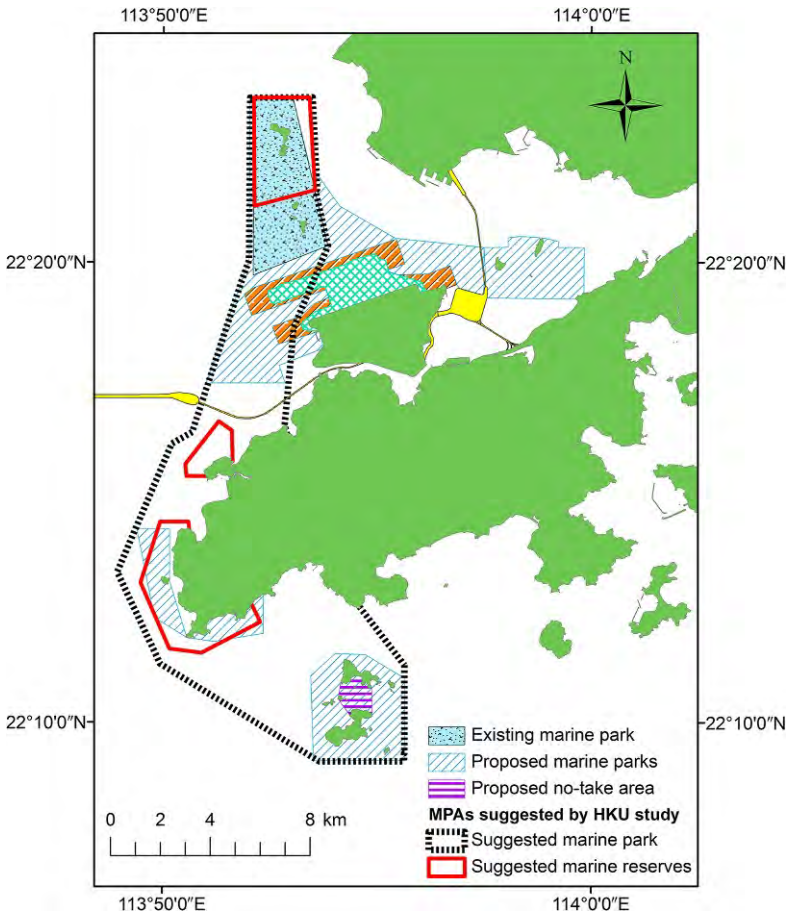 113°50'0"E 114°0'0"E
N
22°20'0"N 22°20'0"N
22°10'0"N 22°10'0"N
Existing marine park
Proposed marine parks
Proposed no-take area
MPAs suggested by HKU study
Suggested marine park
Suggested marine reserves
0 2 4 8 km
113°50'0"E 114°0'0"E